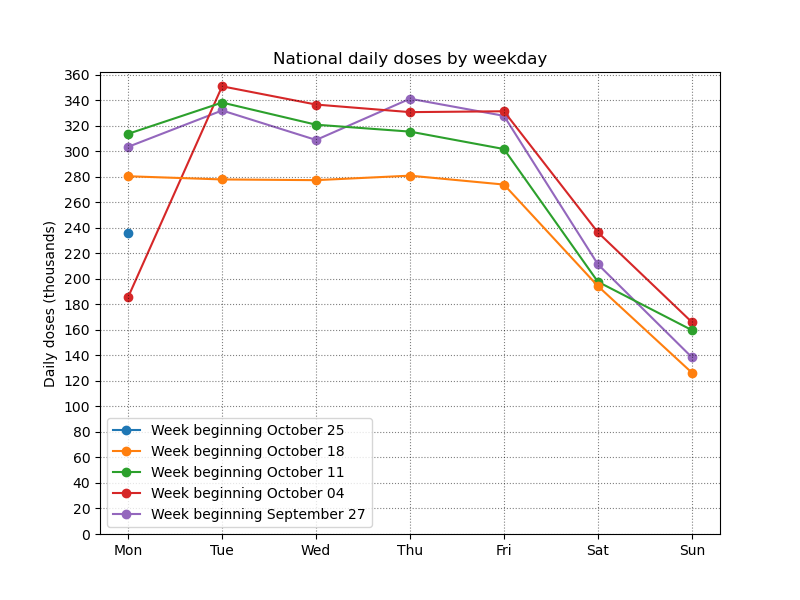 National daily doses by weekday
Daily doses (thousands)
360
340
320
300
280
260
240
220
200
180
160
140
120
100
80
60
40
20
0
Week beginning October 25
Week beginning October 18
Week beginning October 11
Week beginning October 04
Week beginning September 27
Mon Tue Wed Thu Fri Sat Sun